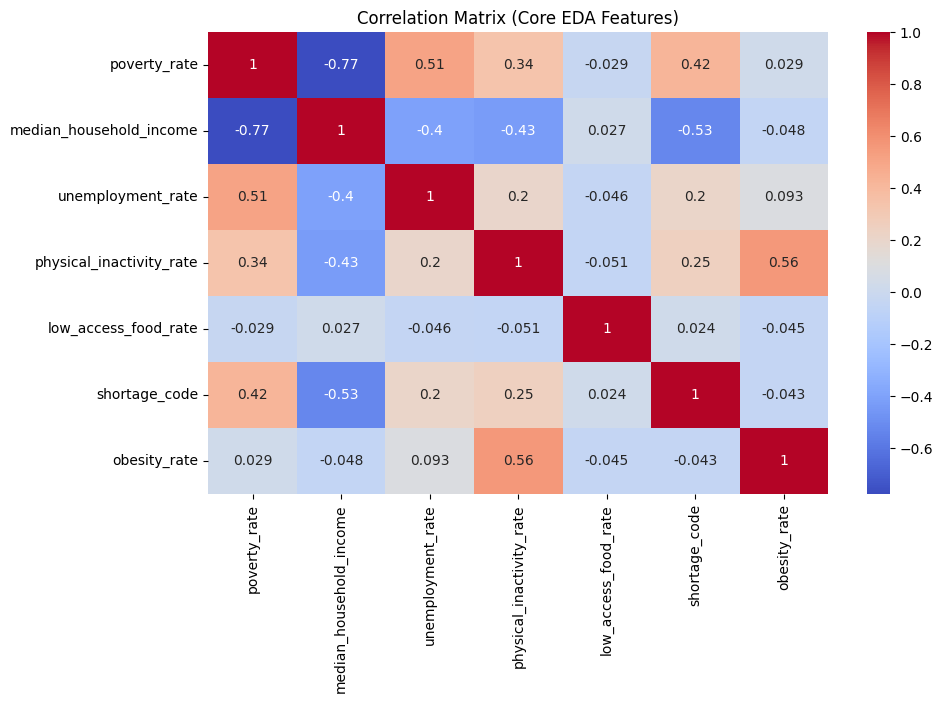 Correlation Matrix (Core EDA Features)
poverty_rate 1 -0.77 0.51 0.34 -0.029 0.42 0.029
median_household_income -0.77 1 -0.4 -0.43 0.027 -0.53 -0.048
unemployment_rate 0.51 -0.4 1 0.2 -0.046 0.2 0.093
physical_inactivity_rate 0.34 -0.43 0.2 1 -0.051 0.25 0.56
low_access_food_rate -0.029 0.027 -0.046 -0.051 1 0.024 -0.045
shortage_code 0.42 -0.53 0.2 0.25 0.024 1 -0.043
obesity_rate 0.029 -0.048 0.093 0.56 -0.045 -0.043 1
poverty_rate
median_household_income
unemployment_rate
physical_inactivity_rate
low_access_food_rate
shortage_code
obesity_rate
1.0
0.8
0.6
0.4
0.2
0.0
−0.2
−0.4
−0.6